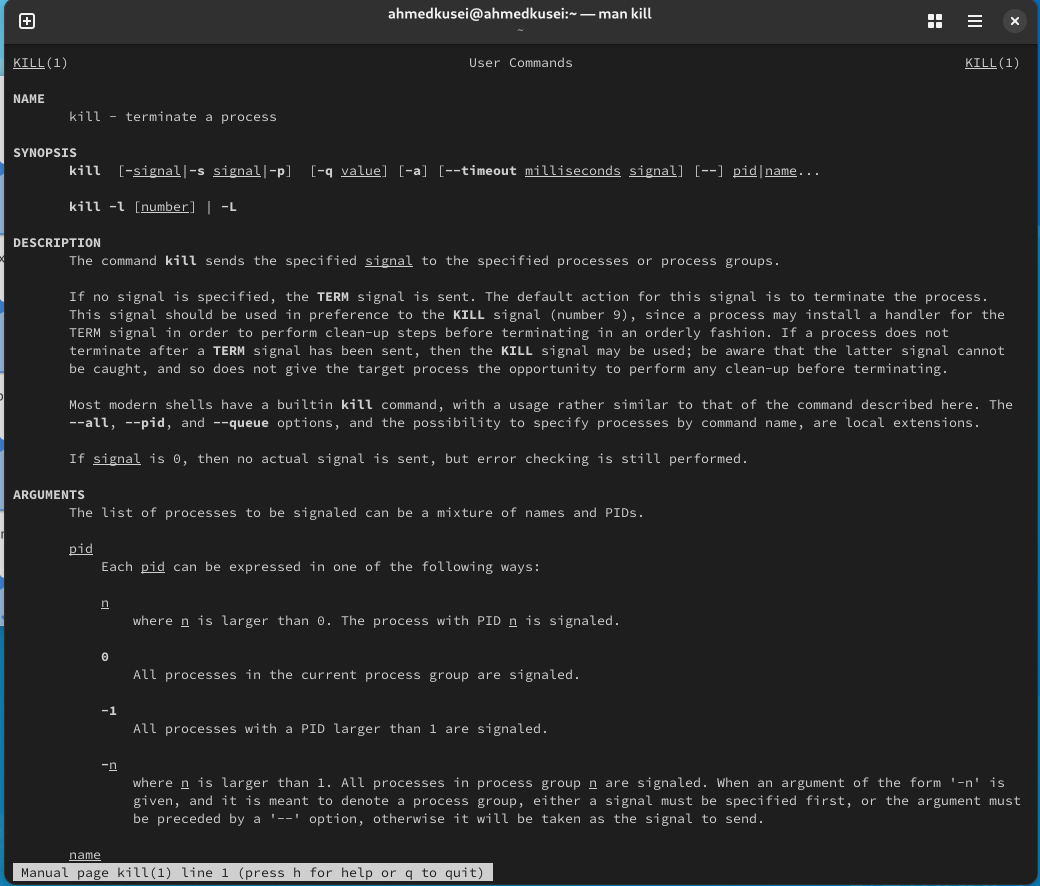 ahmedkusei@ahmedkusei:~ — man kill
~
KILL(1) User Commands KILL(1)
NAME
kill - terminate a process
SYNOPSIS
kill [-signal|-s signal|-p] [-q value] [-a] [--timeout milliseconds signal] [--] pid|name...
kill -l [number] | -L
DESCRIPTION
The command kill sends the specified signal to the specified processes or process groups.
If no signal is specified, the TERM signal is sent. The default action for this signal is to terminate the process.
This signal should be used in preference to the KILL signal (number 9), since a process may install a handler for the
TERM signal in order to perform clean-up steps before terminating in an orderly fashion. If a process does not
terminate after a TERM signal has been sent, then the KILL signal may be used; be aware that the latter signal cannot
be caught, and so does not give the target process the opportunity to perform any clean-up before terminating.
Most modern shells have a builtin kill command, with a usage rather similar to that of the command described here. The
--all, --pid, and --queue options, and the possibility to specify processes by command name, are local extensions.
If signal is 0, then no actual signal is sent, but error checking is still performed.
ARGUMENTS
The list of processes to be signaled can be a mixture of names and PIDs.
pid
Each pid can be expressed in one of the following ways:
n
where n is larger than 0. The process with PID n is signaled.
0
All processes in the current process group are signaled.
-1
All processes with a PID larger than 1 are signaled.
-n
where n is larger than 1. All processes in process group n are signaled. When an argument of the form '-n' is
given, and it is meant to denote a process group, either a signal must be specified first, or the argument must
be preceded by a '--' option, otherwise it will be taken as the signal to send.
name
Manual page kill(1) line 1 (press h for help or q to quit)